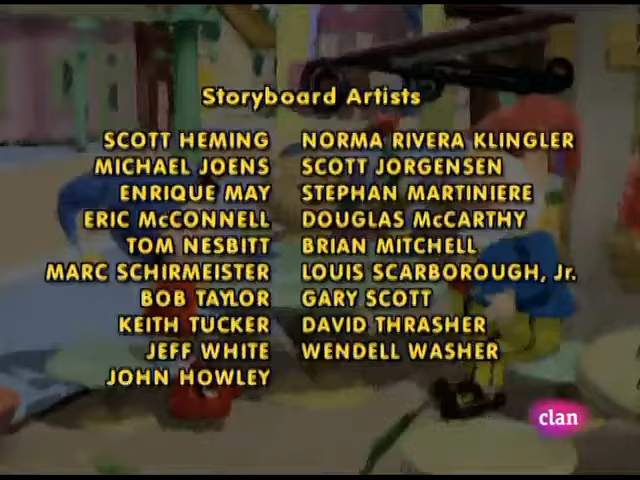 Storyboard Artists
SCOTT HEMING NORMA RIVERA KLINGLER
MICHAEL JOENS SCOTT JORGENSEN
ENRIQUE MAY STEPHAN MARTINIERE
ERIC McCONNELL DOUGLAS McCARTHY
TOM NESBITT BRIAN MITCHELL
MARC SCHIRMEISTER LOUIS SCARBOROUGH, Jr.
BOB TAYLOR GARY SCOTT
KEITH TUCKER DAVID THRASHER
JEFF WHITE WENDELL WASHER
JOHN HOWLEY
clan